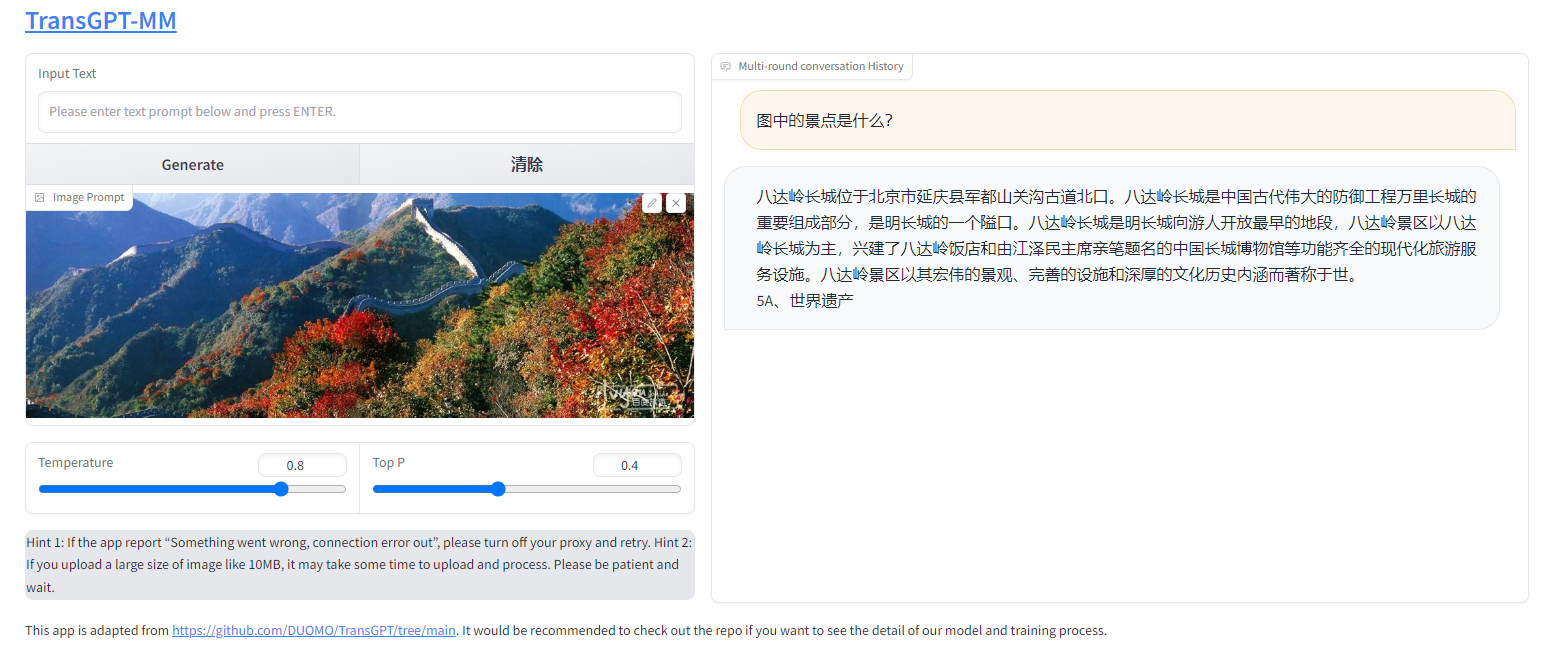 TransGPT-MM
Input Text
Please enter text prompt below and press ENTER.
Generate
清除
Image Prompt
Temperature
0.8
Top P
0.4
Hint 1: If the app report “Something went wrong, connection error out”, please turn off your proxy and retry. Hint 2:
If you upload a large size of image like 10MB, it may take some time to upload and process. Please be patient and
wait.
Multi-round conversation History
图中的景点是什么?
八达岭长城位于北京市延庆县军都山关沟古道北口。八达岭长城是中国古代伟大的防御工程万里长城的
重要组成部分，是明长城的一个隘口。八达岭长城是明长城向游人开放最早的地段，八达岭景区以八达
岭长城为主，兴建了八达岭饭店和由江泽民主席亲笔题名的中国长城博物馆等功能齐全的现代化旅游服
务设施。八达岭景区以其宏伟的景观、完善的设施和深厚的文化历史内涵而著称于世。
5A、世界遗产
This app is adapted from https://github.com/DUOMO/TransGPT/tree/main. It would be recommended to check out the repo if you want to see the detail of our model and training process.